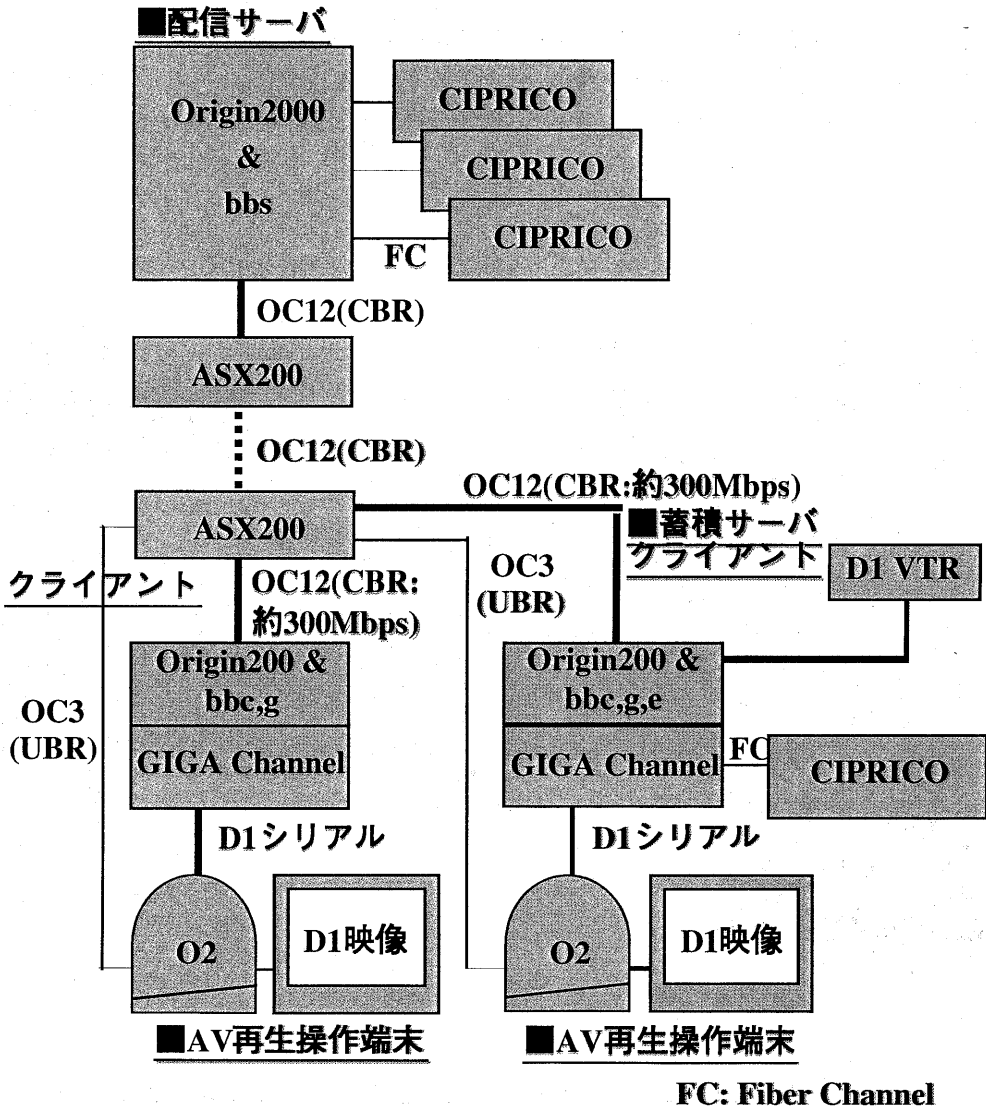 ■配信サーバ
Origin2000
&
bbs
CIPRICO
CIPRICO
CIPRICO
FC
OC12(CBR)
ASX200
OC12(CBR)
ASX200
OC12(CBR:約300Mbps)
■蓄積サーバ
クライアント
D1 VTR
クライアント
OC12(CBR:
約300Mbps)
OC3
(UBR)
OC3
(UBR)
Origin200 &
bbc,g
GIGA Channel
Origin200 &
bbc,g,e
GIGA Channel
FC
CIPRICO
D1シリアル
D1シリアル
O2
D1映像
O2
D1映像
■AV再生操作端末
■AV再生操作端末
FC: Fiber Channel